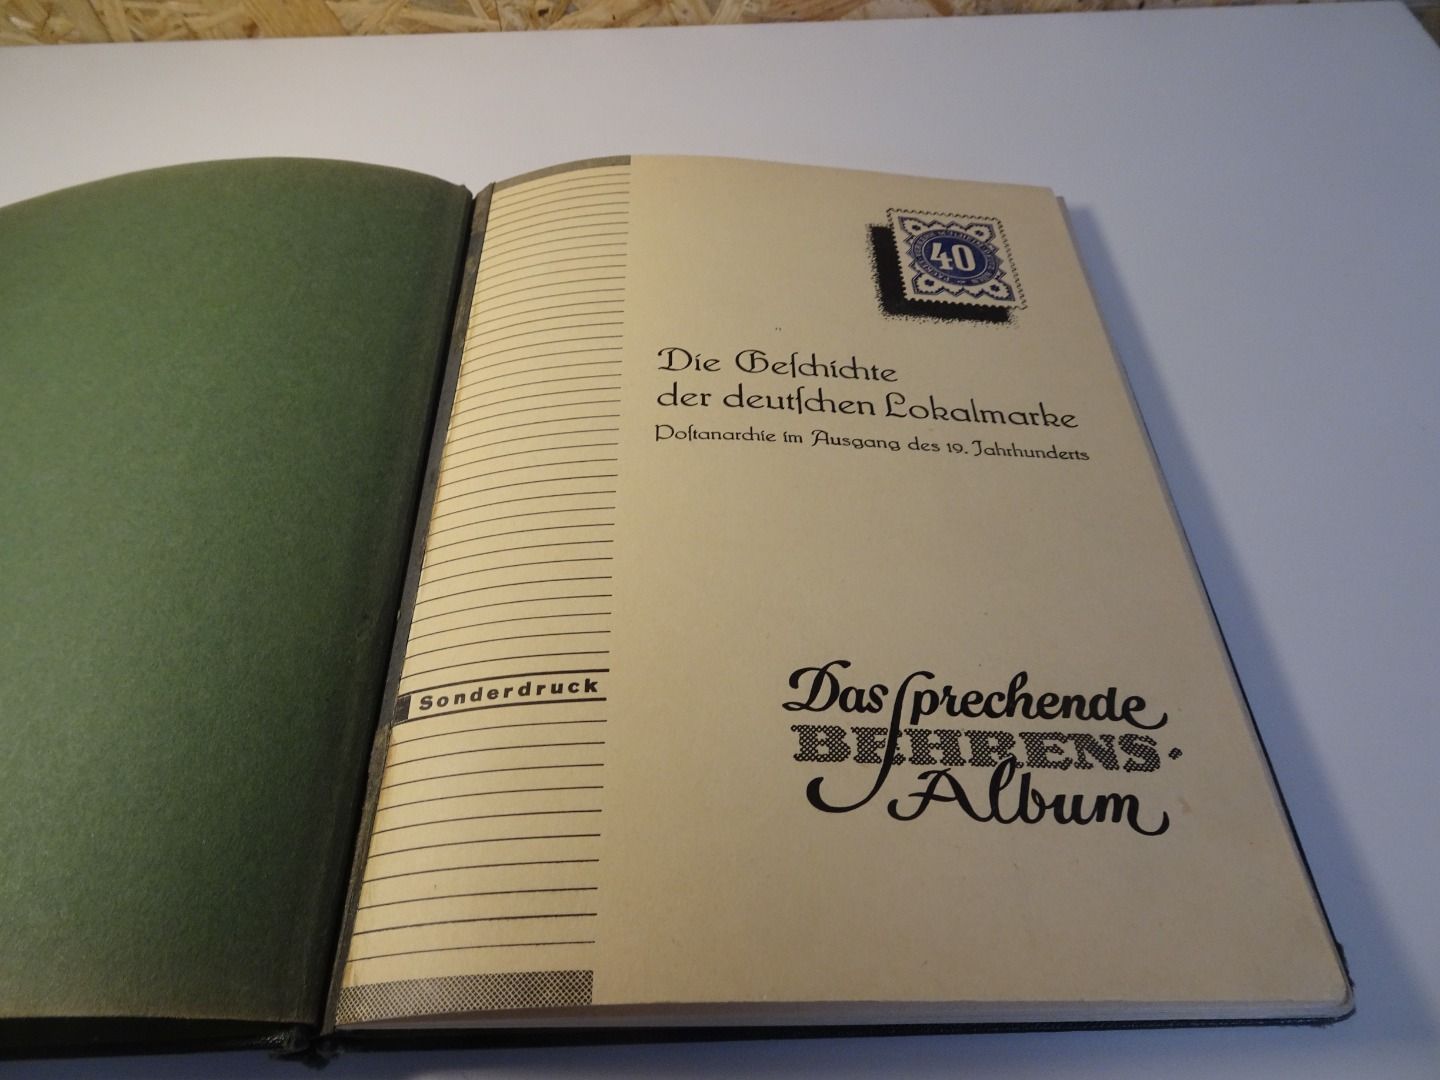 40
Die Geſchichte
der deutſchen Lokalmarke
Poſtanarchie im Ausgang des 19. Jahrhunderts
Sonderdruck
Das ſprechende
BEHRENS-
Album